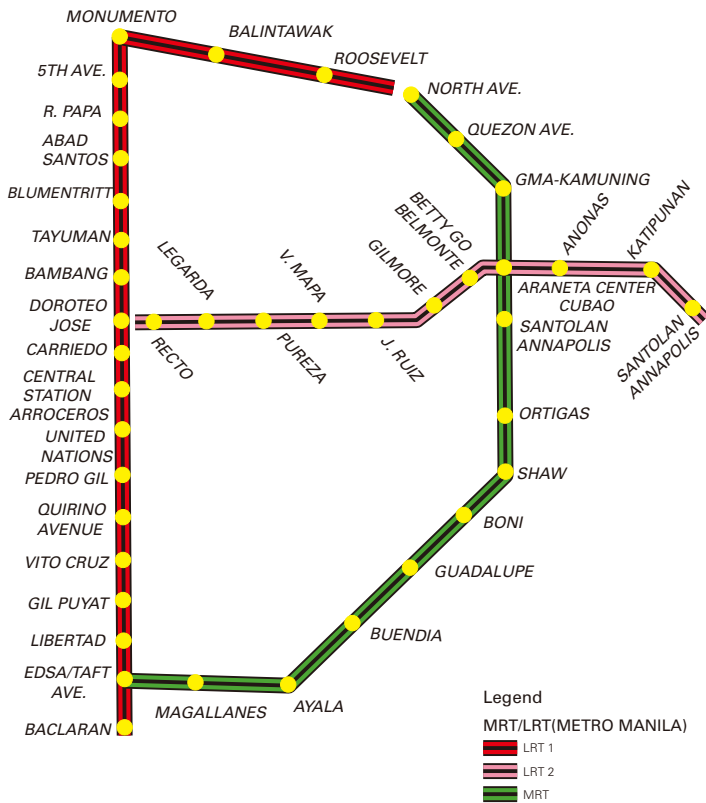 MONUMENTO
BALINTAWAK
ROOSEVELT
5TH AVE.
NORTH AVE.
R. PAPA
QUEZON AVE.
ABAD
SANTOS
GMA-KAMUNING
BLUMENTRITT
BETTY GO
BELMONTE
ANONAS
KATIPUNAN
TAYUMAN
LEGARDA
V. MAPA
GILMORE
BAMBANG
ARANETA CENTER
CUBAO
DOROTEO
JOSE
SANTOLAN
ANNAPOLIS
RECTO
PUREZA
J. RUIZ
SANTOLAN
ANNAPOLIS
CARRIEDO
CENTRAL
STATION
ARROCEROS
ORTIGAS
UNITED
NATIONS
PEDRO GIL
SHAW
QUIRINO
AVENUE
BONI
VITO CRUZ
GUADALUPE
GIL PUYAT
BUENDIA
LIBERTAD
EDSA/TAFT
AVE.
MAGALLANES
AYALA
BACLARAN
Legend
MRT/LRT(METRO MANILA)
LRT 1
LRT 2
MRT